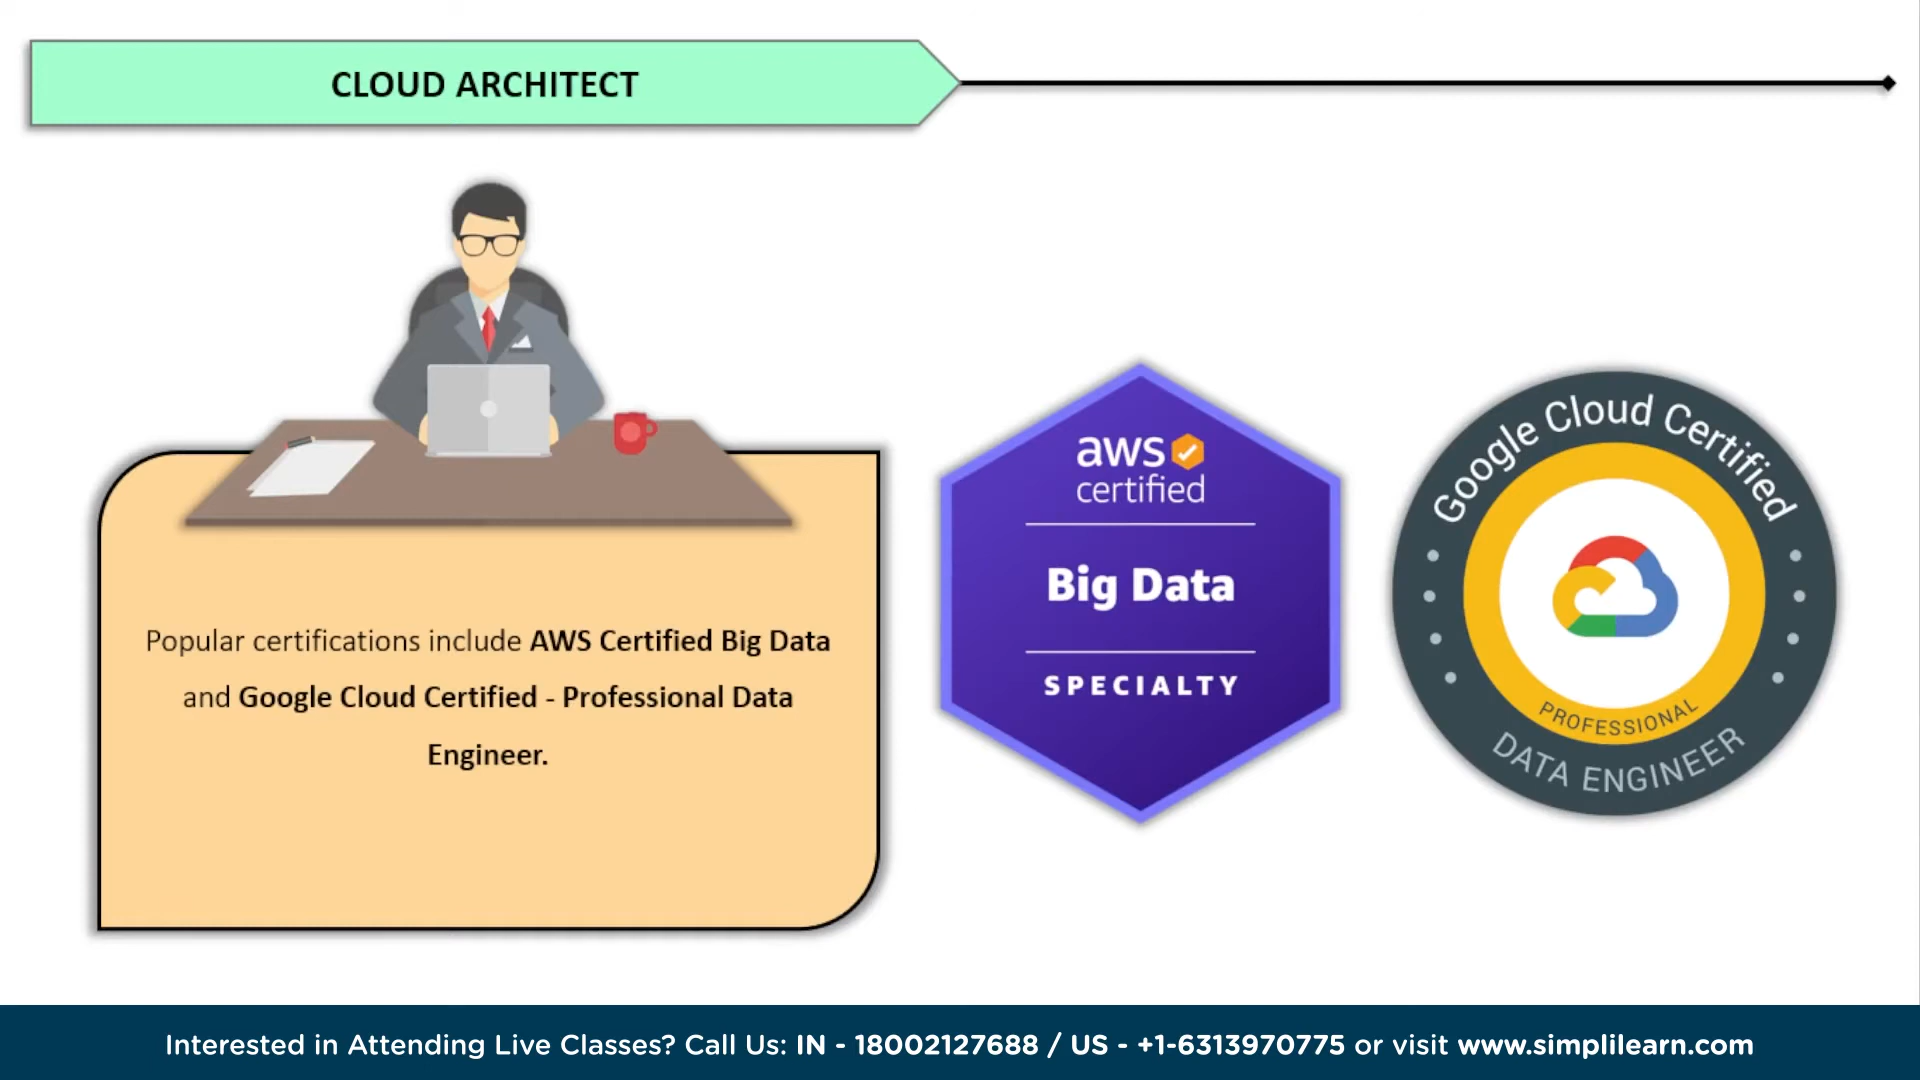 CLOUD ARCHITECT
Popular certifications include AWS Certified Big Data
and Google Cloud Certified - Professional Data
Engineer.
aws
certified
Big Data
SPECIALTY
Google Cloud Certified
PROFESSIONAL
DATA ENGINEER
Interested in Attending Live Classes? Call Us: IN - 18002127688 / US - +1-6313970775 or visit www.simplilearn.com